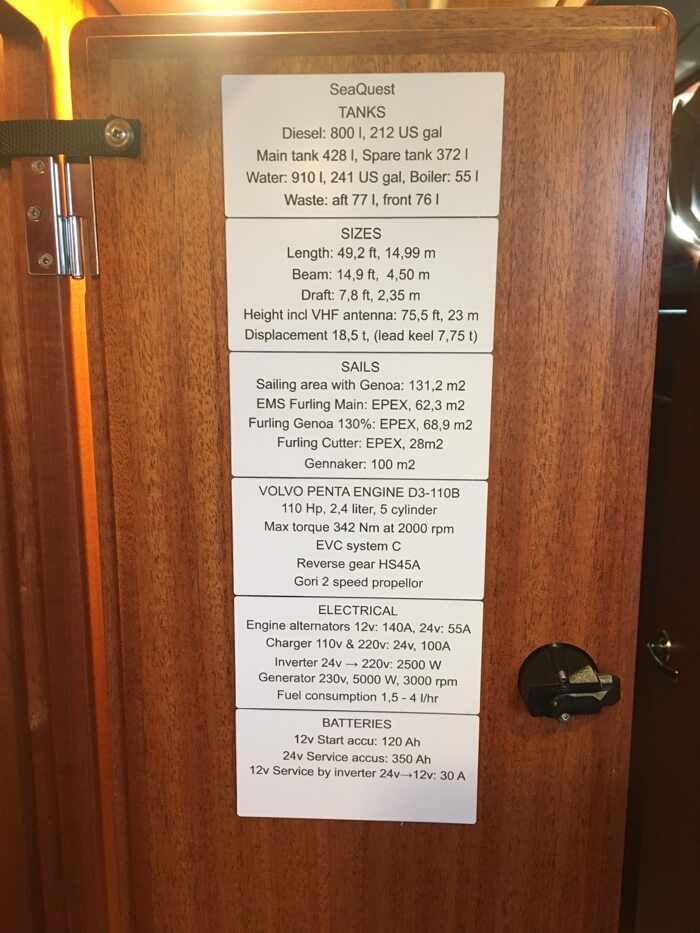 SeaQuest
TANKS
Diesel: 800 l, 212 US gal
Main tank 428 l, Spare tank 372 l
Water: 910 l, 241 US gal, Boiler: 55 l
Waste: aft 77 l, front 76 l
SIZES
Length: 49,2 ft, 14,99 m
Beam: 14,9 ft, 4,50 m
Draft: 7,8 ft, 2,35 m
Height incl VHF antenna: 75,5 ft, 23 m
Displacement 18,5 t, (lead keel 7,75 t)
SAILS
Sailing area with Genoa: 131,2 m2
EMS Furling Main: EPEX, 62,3 m2
Furling Genoa 130%: EPEX, 68,9 m2
Furling Cutter: EPEX, 28m2
Gennaker: 100 m2
VOLVO PENTA ENGINE D3-110B
110 Hp, 2,4 liter, 5 cylinder
Max torque 342 Nm at 2000 rpm
EVC system C
Reverse gear HS45A
Gori 2 speed propellor
ELECTRICAL
Engine alternators 12v: 140A, 24v: 55A
Charger 110v & 220v: 24v, 100A
Inverter 24v → 220v: 2500 W
Generator 230v, 5000 W, 3000 rpm
Fuel consumption 1,5 - 4 l/hr
BATTERIES
12v Start accu: 120 Ah
24v Service accus: 350 Ah
12v Service by inverter 24v→12v: 30 A